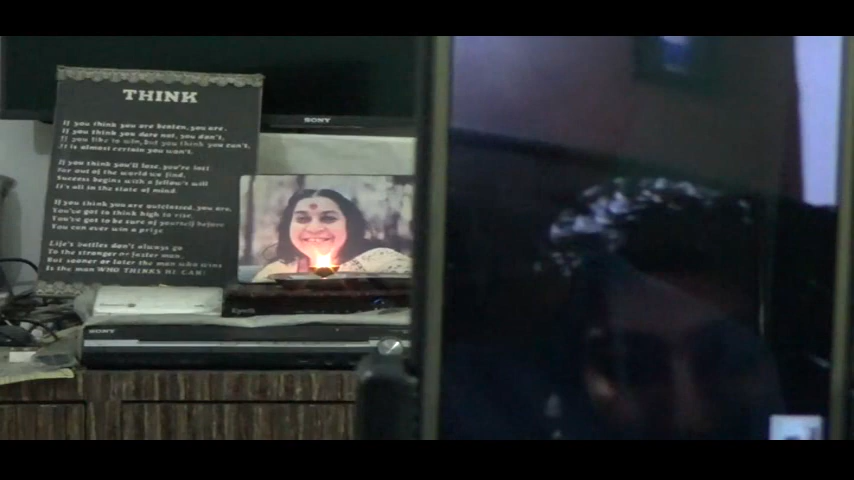 THINK
If you think you are beaten, you are.
If you think you dare not, you don't.
If you like to win, but you think you can't.
It is almost certain you won't.
If you think you'll lose, you're lost
For out of the world we find,
Success begins with a fellow's will
It's all in the state of mind.
If you think you are outclassed, you are.
You've got to think high to rise.
You've got to be sure of yourself before
You can ever win a prize
Life's battles don't always go
To the stronger or faster man,
But sooner or later the man who wins
Is the man WHO THINKS HE CAN!
SONY
SONY